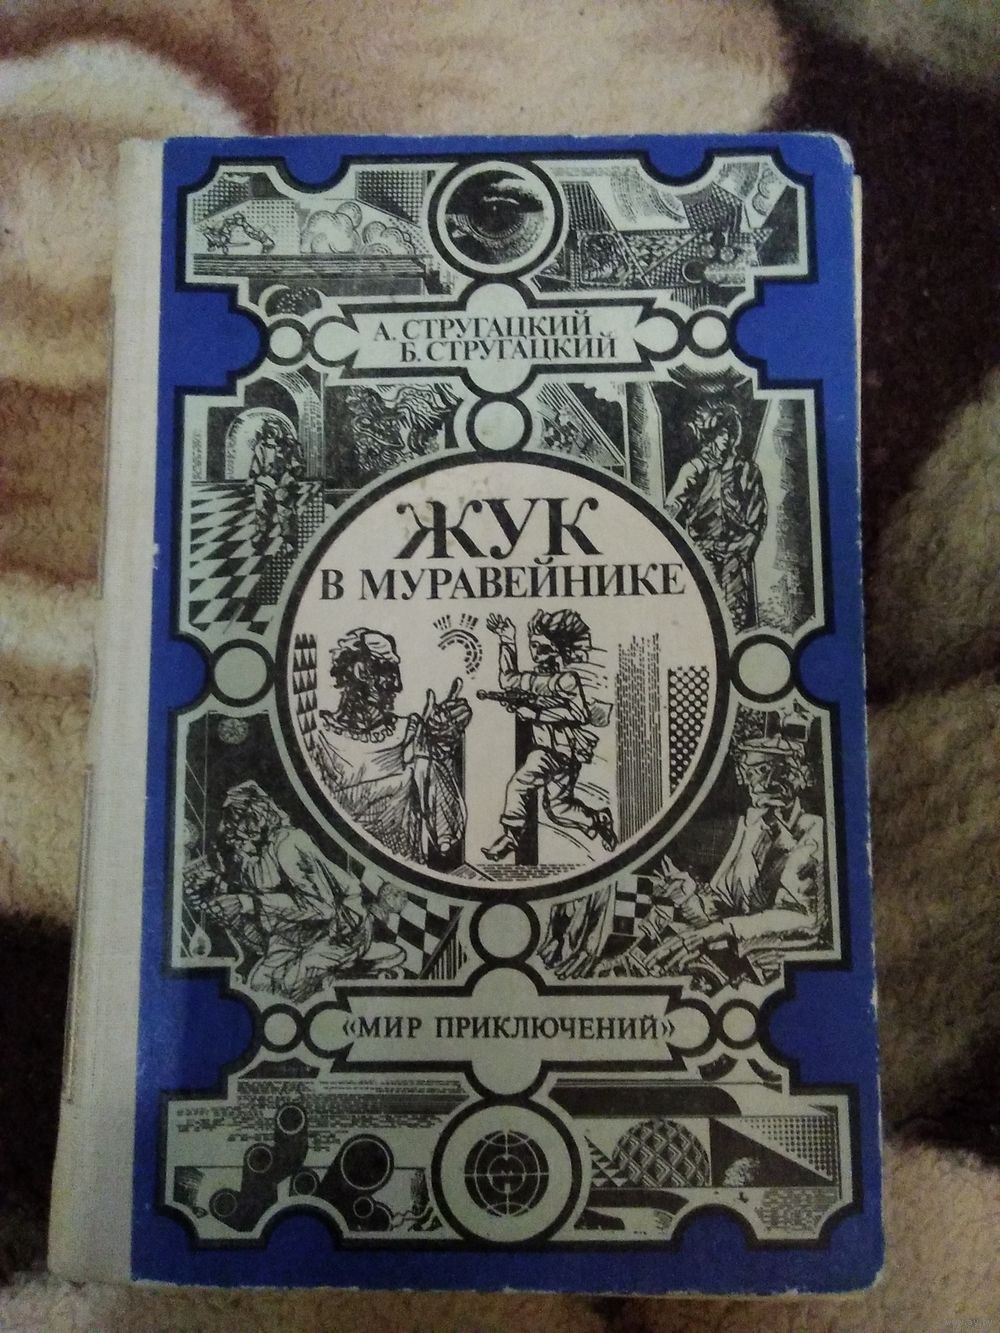 А. СТРУГАЦКИЙ
Б. СТРУГАЦКИЙ
ЖУК
В МУРАВЕЙНИКЕ
«МИР ПРИКЛЮЧЕНИЙ»
М